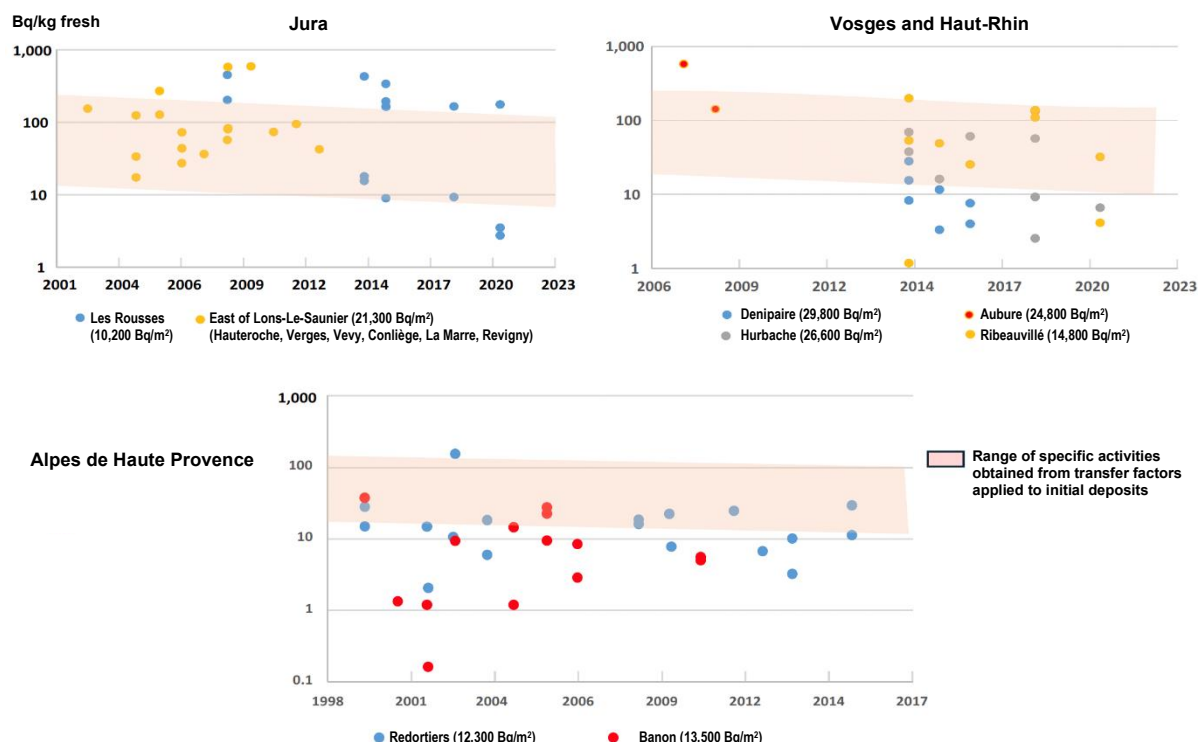 Bq/kg fresh
Jura
1,000
100
10
1
2001 2004 2006 2009 2012 2014 2017 2020 2023
Les Rousses
(10,200 Bq/m²)
East of Lons-Le-Saunier (21,300 Bq/m²)
(Hauteroche, Verges, Vevy, Conliège, La Marre, Revigny)
Vosges and Haut-Rhin
1,000
100
10
1
2006 2009 2014 2017 2020 2023
Denipaire (29,800 Bq/m²)
Aubure (24,800 Bq/m²)
Hurbache (26,600 Bq/m²)
Ribeauvillé (14,800 Bq/m²)
Alpes de Haute Provence
1,000
100
10
1
0.1
1998 2001 2004 2006 2009 2012 2014 2017
Redortiers (12,300 Bq/m²)
Banon (13,500 Bq/m²)
Range of specific activities
obtained from transfer factors
applied to initial deposits